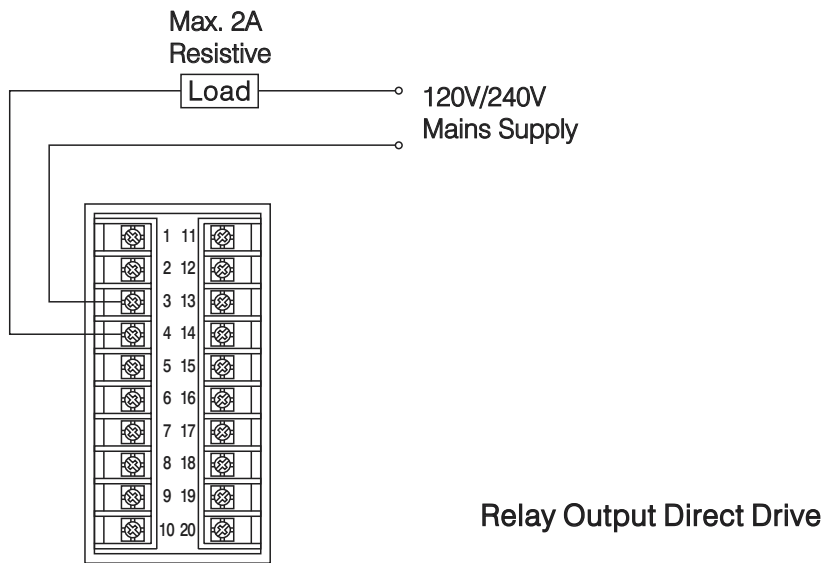 Max. 2A
Resistive
Load
120V/240V
Mains Supply
1 11
2 12
3 13
4 14
5 15
6 16
7 17
8 18
9 19
10 20
Relay Output Direct Drive